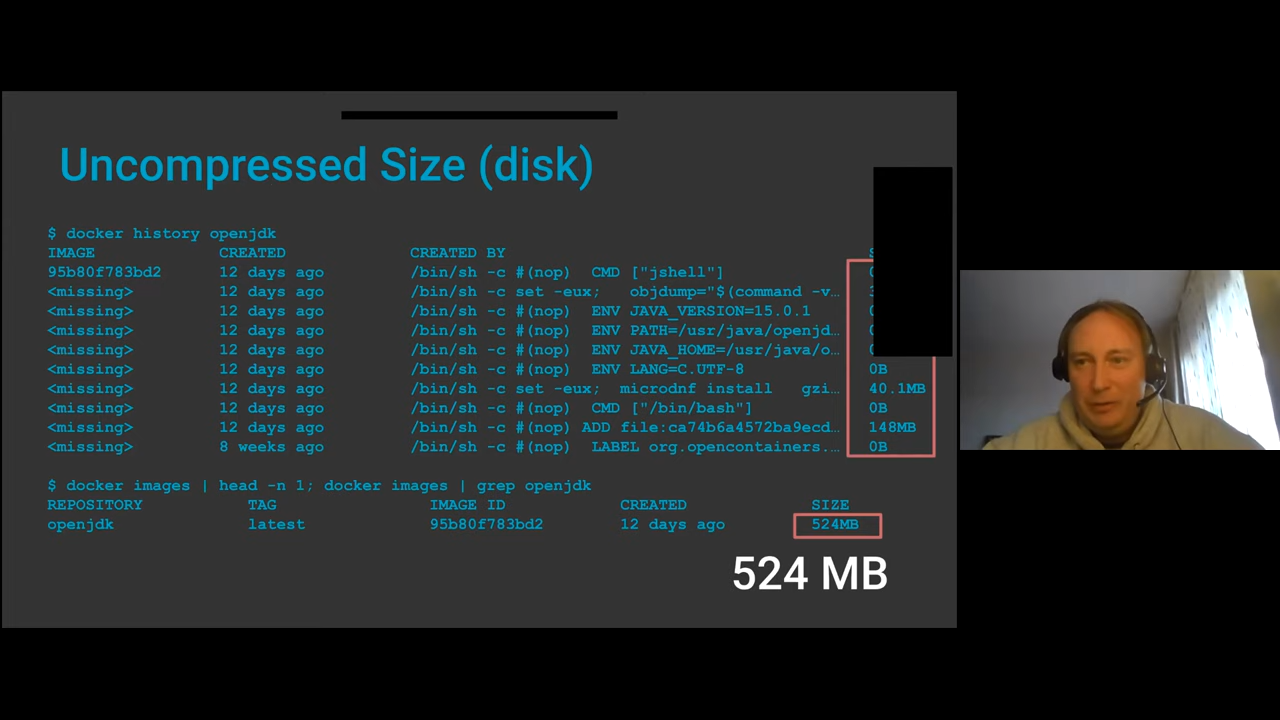 Uncompressed Size (disk)
$ docker history openjdk
IMAGE CREATED CREATED BY
95b80f783bd2 12 days ago /bin/sh -c #(nop) CMD ["jshell"]
<missing> 12 days ago /bin/sh -c set -eux; objdump="$(command -v…
<missing> 12 days ago /bin/sh -c #(nop) ENV JAVA_VERSION=15.0.1
<missing> 12 days ago /bin/sh -c #(nop) ENV PATH=/usr/java/openjd…
<missing> 12 days ago /bin/sh -c #(nop) ENV JAVA_HOME=/usr/java/o…
<missing> 12 days ago /bin/sh -c #(nop) ENV LANG=C.UTF-8 0B
<missing> 12 days ago /bin/sh -c set -eux; microdnf install gzi… 40.1MB
<missing> 12 days ago /bin/sh -c #(nop) CMD ["/bin/bash"] 0B
<missing> 12 days ago /bin/sh -c #(nop) ADD file:ca74b6a4572ba9ecd… 148MB
<missing> 8 weeks ago /bin/sh -c #(nop) LABEL org.opencontainers.… 0B
$ docker images | head -n 1; docker images | grep openjdk
REPOSITORY TAG IMAGE ID CREATED SIZE
openjdk latest 95b80f783bd2 12 days ago 524MB
524 MB